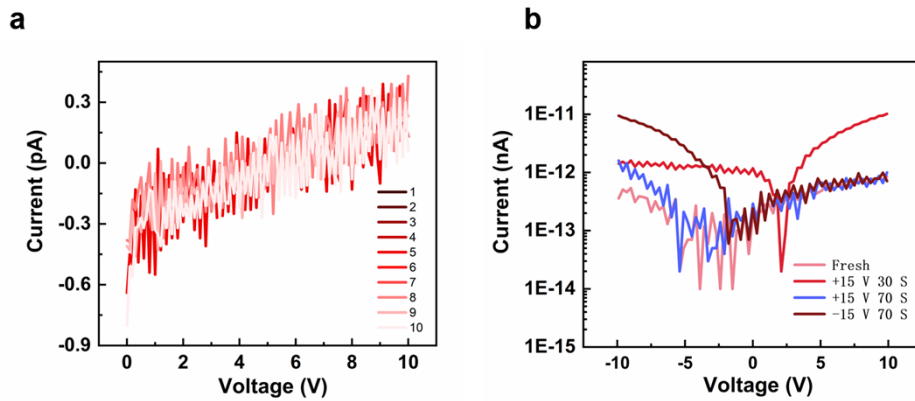 a
b
Current (pA)
0.3
0.0
-0.3
-0.6
-0.9
0
2
4
6
8
10
Voltage (V)
1
2
3
4
5
6
7
8
9
10
Current (nA)
1E-11
1E-12
1E-13
1E-14
1E-15
-10
-5
0
5
10
Voltage (V)
Fresh
+15 V 30 S
+15 V 70 S
-15 V 70 S